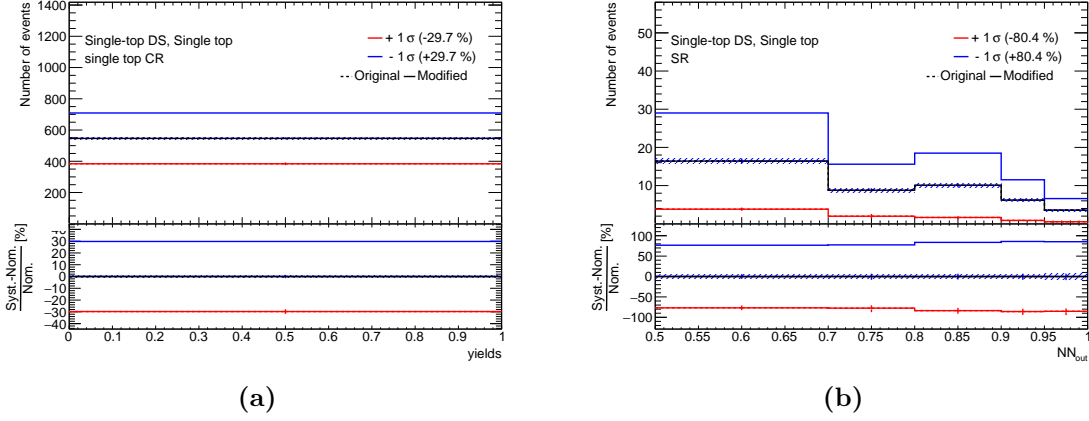 Number of events
1400
1200
1000
800
600
400
200
Single-top DS, Single top
single top CR
+ 1 σ (-29.7 %)
- 1 σ (+29.7 %)
Original Modified
Syst.-Nom.
Nom.
[%]
40
30
20
10
0
−10
−20
−30
−40
0 0.1 0.2 0.3 0.4 0.5 0.6 0.7 0.8 0.9 1
yields
(a)
Number of events
50
40
30
20
10
0
Single-top DS, Single top
SR
+ 1 σ (-80.4 %)
- 1 σ (+80.4 %)
Original Modified
Syst.-Nom.
Nom.
[%]
100
50
0
−50
−100
0.5 0.55 0.6 0.65 0.7 0.75 0.8 0.85 0.9 0.95 1
NNout
(b)